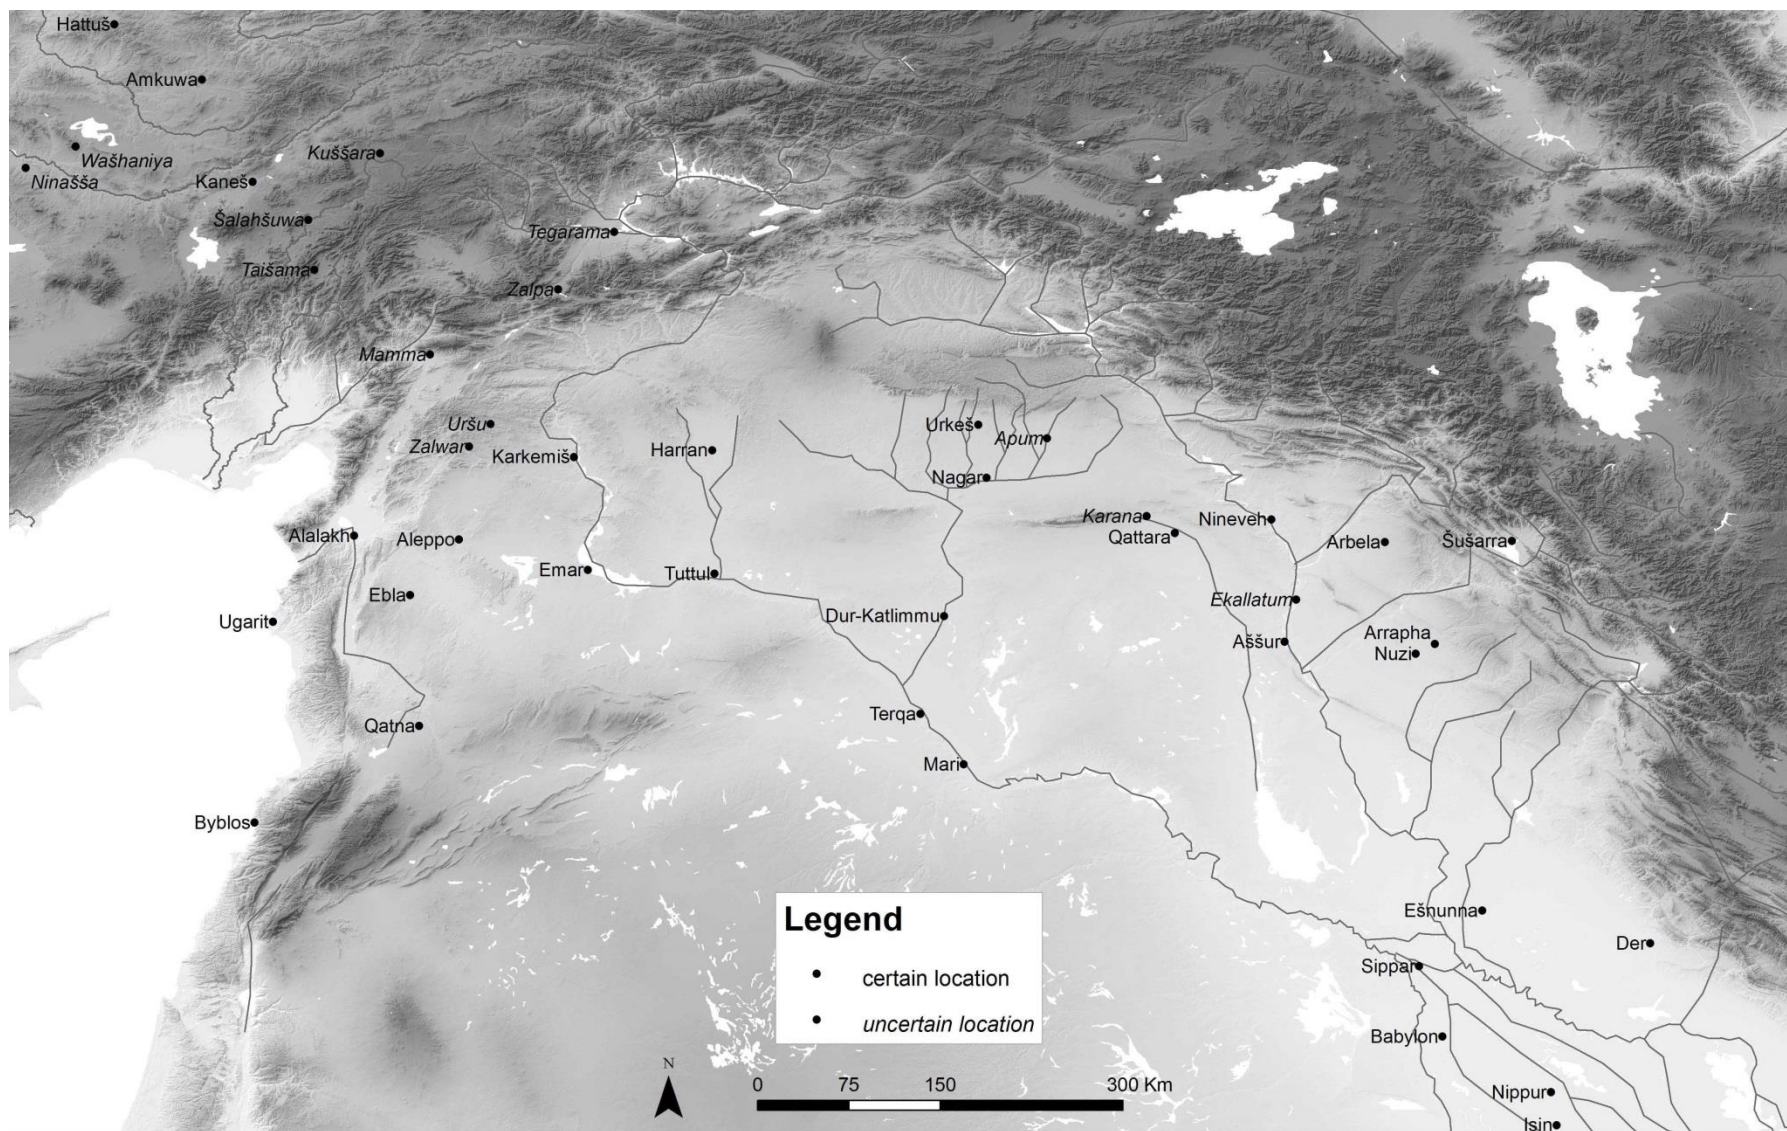 Hattuš
Amkuwa
Wašhaniya
Kuššara
Ninašša
Kaneš
Šalahšuwa
Tegarama
Taišama
Zalpa
Mamma
Uršu
Zalwar
Karkemiš
Harran
Urkeš
Apum
Nagar
Karana
Nineveh
Qattara
Alalakh
Aleppo
Arbela
Šušarra
Emar
Tuttul
Ebla
Ekallatum
Ugarit
Dur-Katlimmu
Aššur
Arrapha
Nuzi
Terqa
Qatna
Mari
Byblos
Legend
certain location
uncertain location
Ešnunna
Der
Sippar
Babylon
N
0 75 150 300 Km
Nippur
Isin